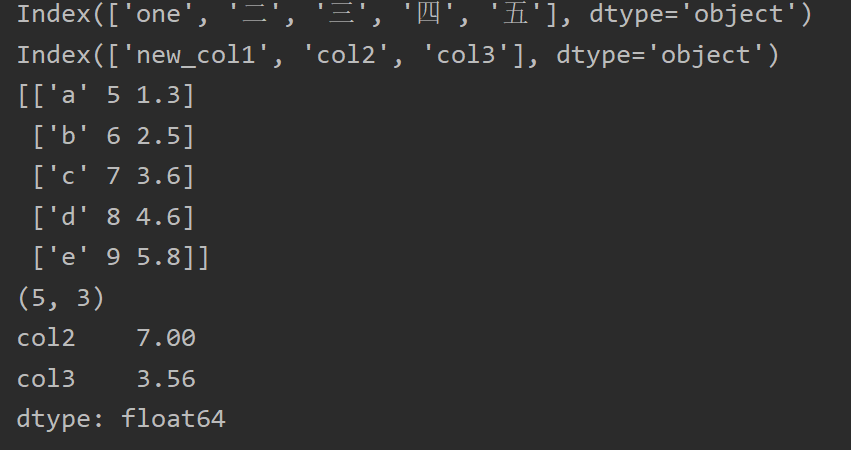 Index(['one', '二', '三', '四', '五'], dtype='object')
Index(['new_col1', 'col2', 'col3'], dtype='object')
[['a' 5 1.3]
 ['b' 6 2.5]
 ['c' 7 3.6]
 ['d' 8 4.6]
 ['e' 9 5.8]]
(5, 3)
col2    7.00
col3    3.56
dtype: float64